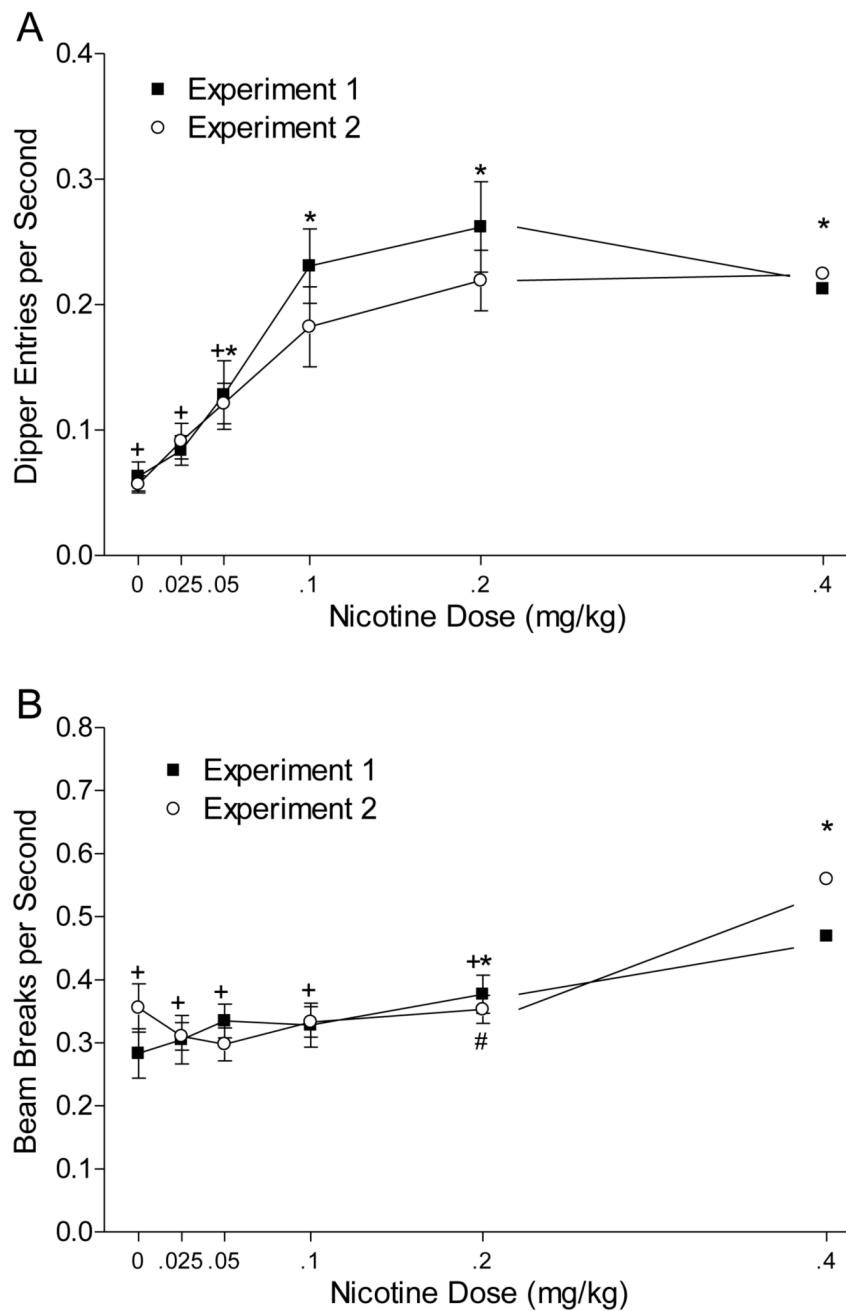 A
0.4
Experiment 1
Experiment 2
0.3
*
*
*
0.2
+*
+
+
0.1
0.0
0 .025 .05 .1 .2 .4
Dipper Entries per Second
Nicotine Dose (mg/kg)
B
0.8
Experiment 1
Experiment 2
0.7
0.6
*
0.5
0.4
+*
+
+
+
+
0.3
#
0.2
0.1
0.0
0 .025 .05 .1 .2 .4
Beam Breaks per Second
Nicotine Dose (mg/kg)